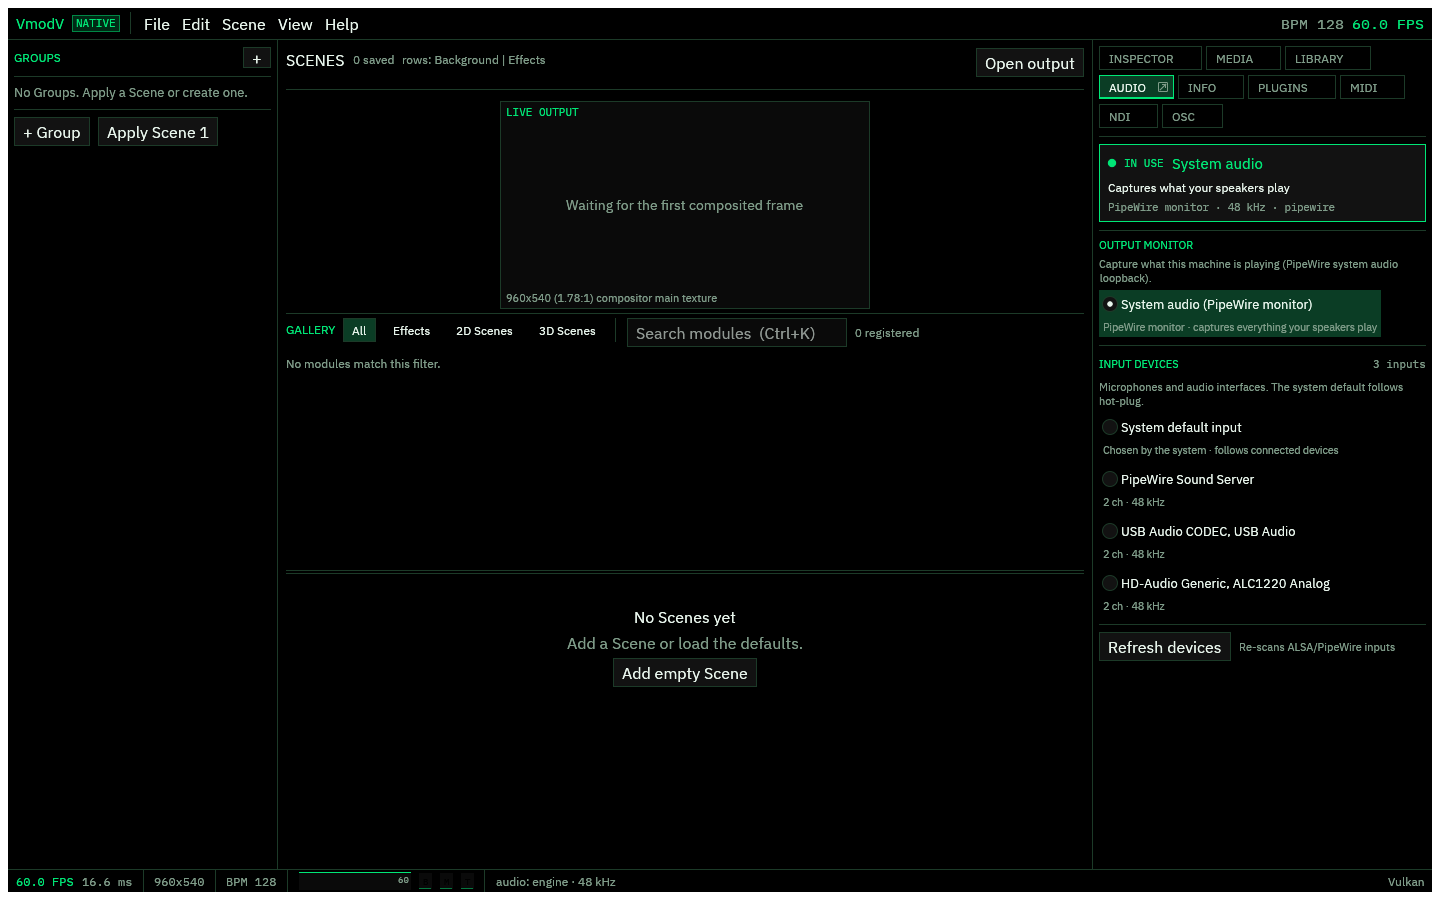 VmodV NATIVE File Edit Scene View Help BPM 128 60.0 FPS
GROUPS +
No Groups. Apply a Scene or create one.
+ Group Apply Scene 1
SCENES 0 saved rows: Background | Effects Open output
LIVE OUTPUT
Waiting for the first composited frame
960x540 (1.78:1) compositor main texture
GALLERY All Effects 2D Scenes 3D Scenes Search modules (Ctrl+K) 0 registered
No modules match this filter.
No Scenes yet
Add a Scene or load the defaults.
Add empty Scene
INSPECTOR MEDIA LIBRARY
AUDIO INFO PLUGINS MIDI
NDI OSC
IN USE System audio
Captures what your speakers play
PipeWire monitor · 48 kHz · pipewire
OUTPUT MONITOR
Capture what this machine is playing (PipeWire system audio
loopback).
System audio (PipeWire monitor)
PipeWire monitor · captures everything your speakers play
INPUT DEVICES 3 inputs
Microphones and audio interfaces. The system default follows
hot-plug.
System default input
Chosen by the system · follows connected devices
PipeWire Sound Server
2 ch · 48 kHz
USB Audio CODEC, USB Audio
2 ch · 48 kHz
HD-Audio Generic, ALC1220 Analog
2 ch · 48 kHz
Refresh devices Re-scans ALSA/PipeWire inputs
60.0 FPS 16.6 ms 960x540 BPM 128 60 audio: engine · 48 kHz Vulkan